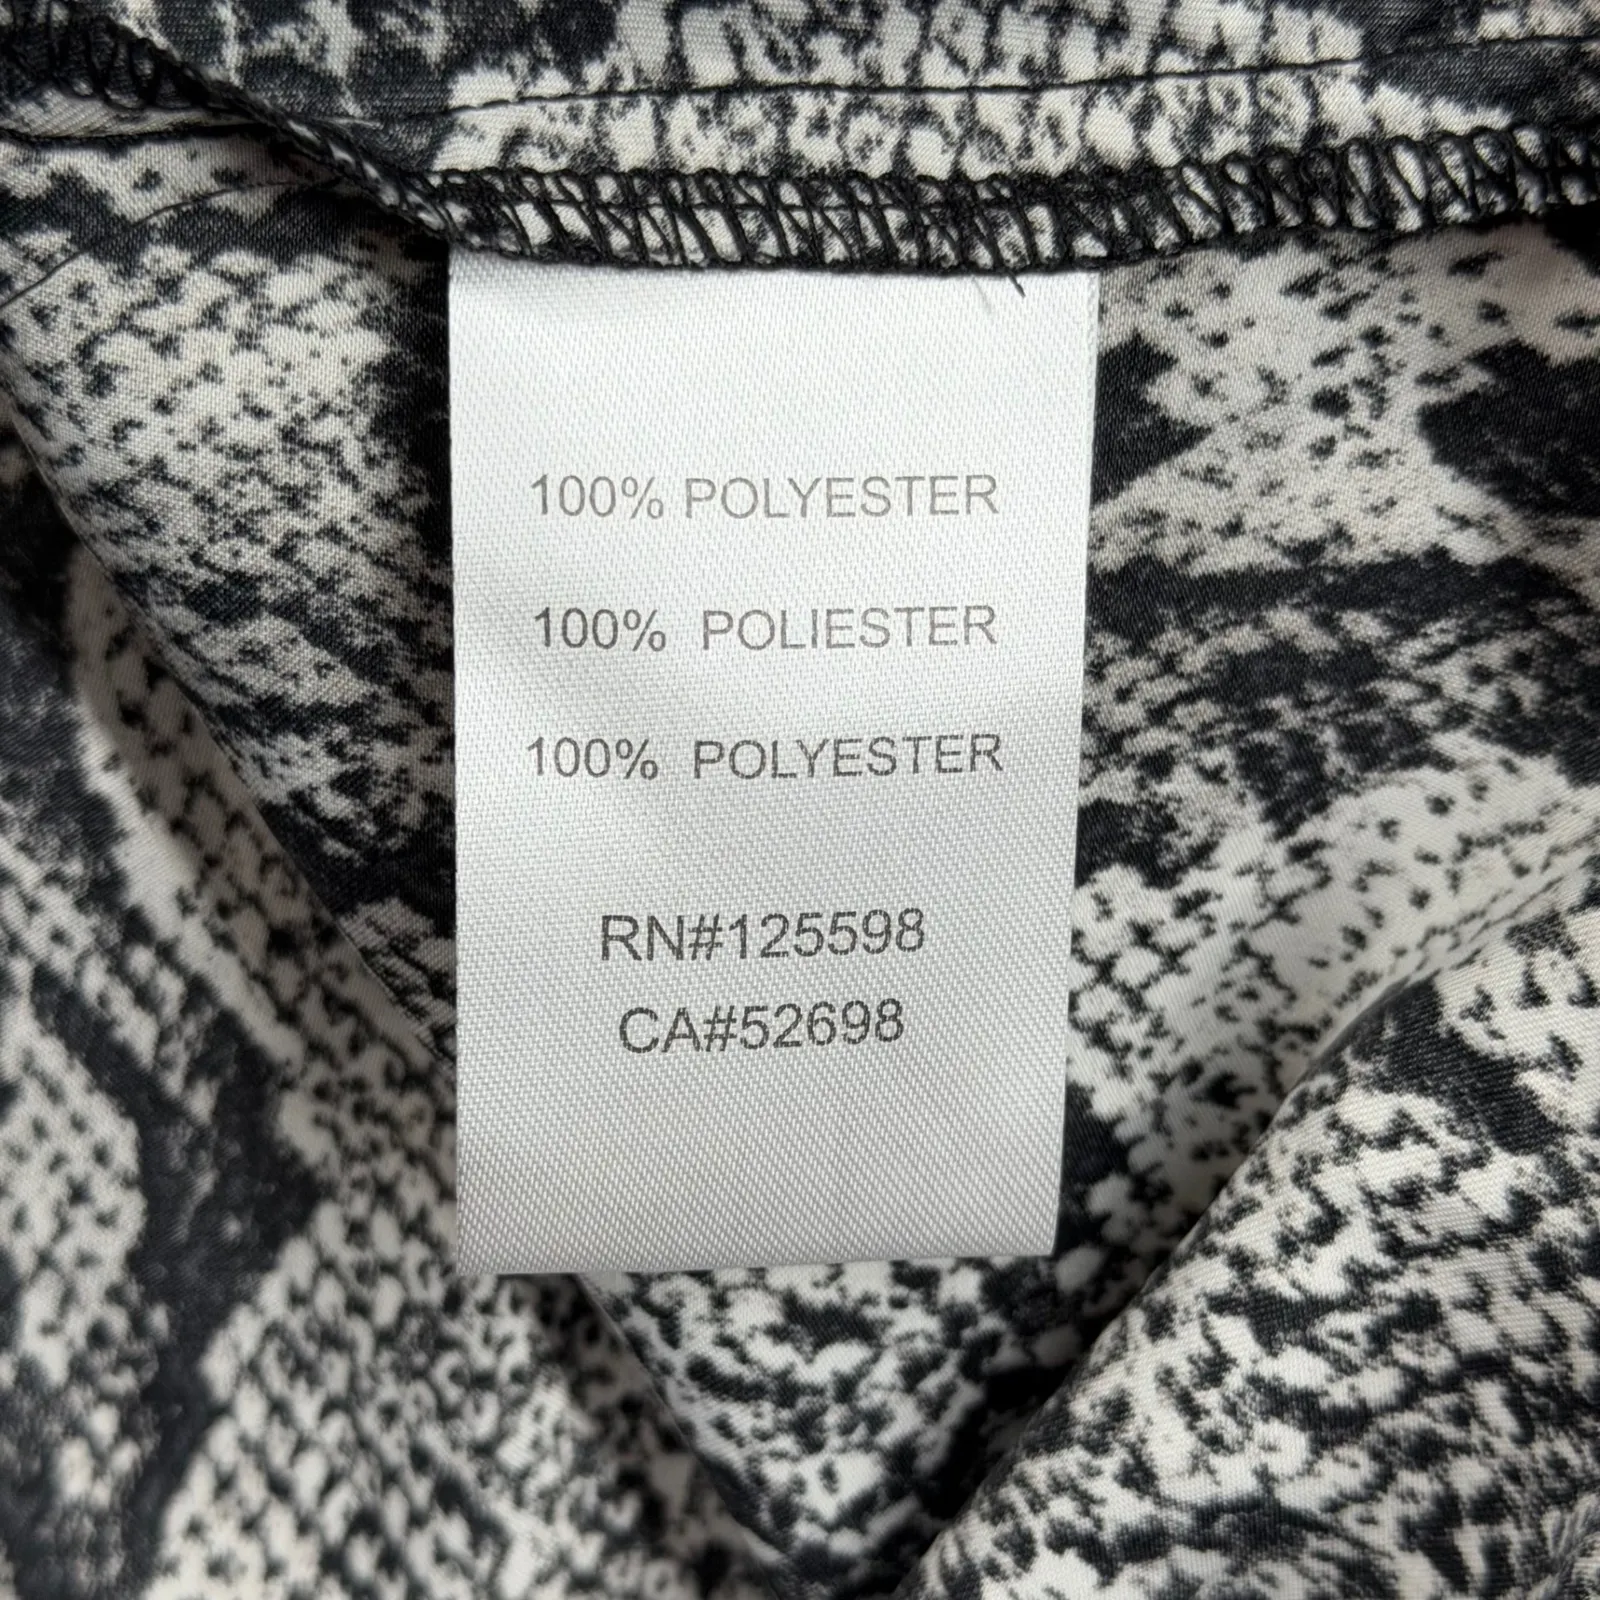 100% POLYESTER
100% POLIESTER
100% POLYESTER
RN#125598
CA#52698